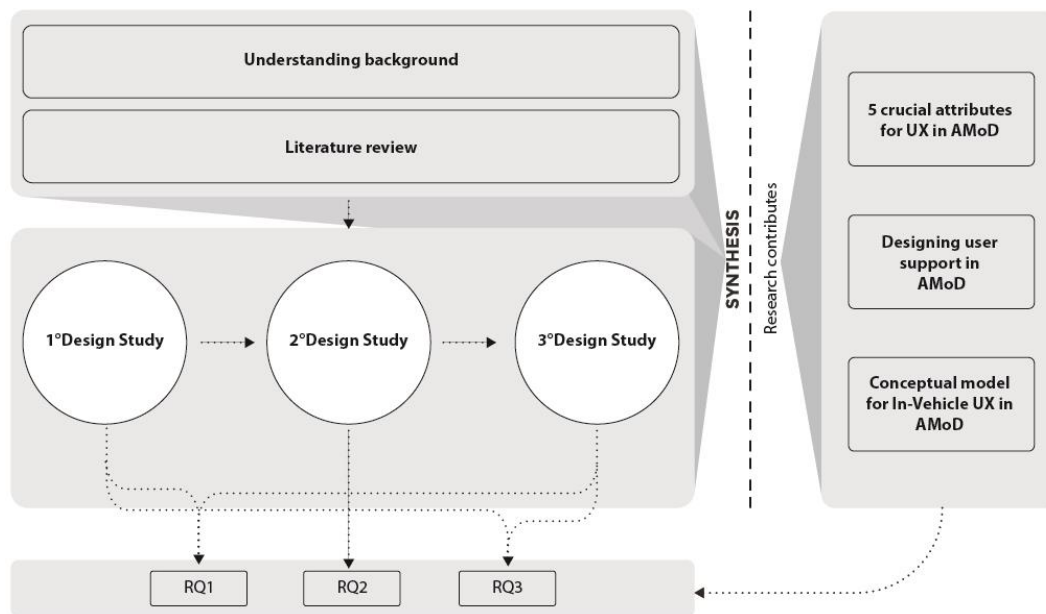 Understanding background
Literature review
1°Design Study
2°Design Study
3°Design Study
RQ1
RQ2
RQ3
SYNTHESIS
Research contributes
5 crucial attributes
for UX in AMoD
Designing user
support in
AMoD
Conceptual model
for In-Vehicle UX in
AMoD